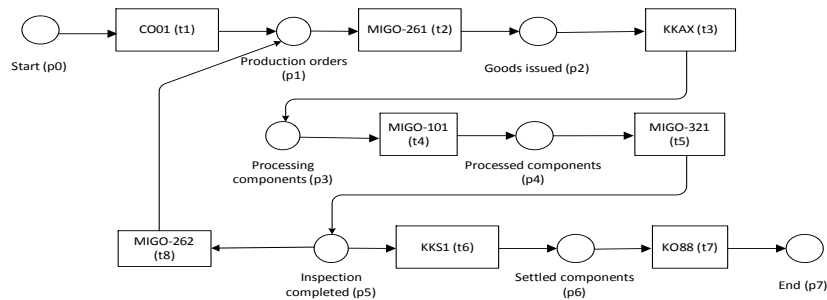 CO01 (t1)
MIGO-261 (t2)
KKAX (t3)
Start (p0)
Production orders
(p1)
Goods issued (p2)
MIGO-101
(t4)
MIGO-321
(t5)
Processing
components (p3)
Processed components
(p4)
MIGO-262
(t8)
KKS1 (t6)
KO88 (t7)
Inspection
completed (p5)
Settled components
(p6)
End (p7)